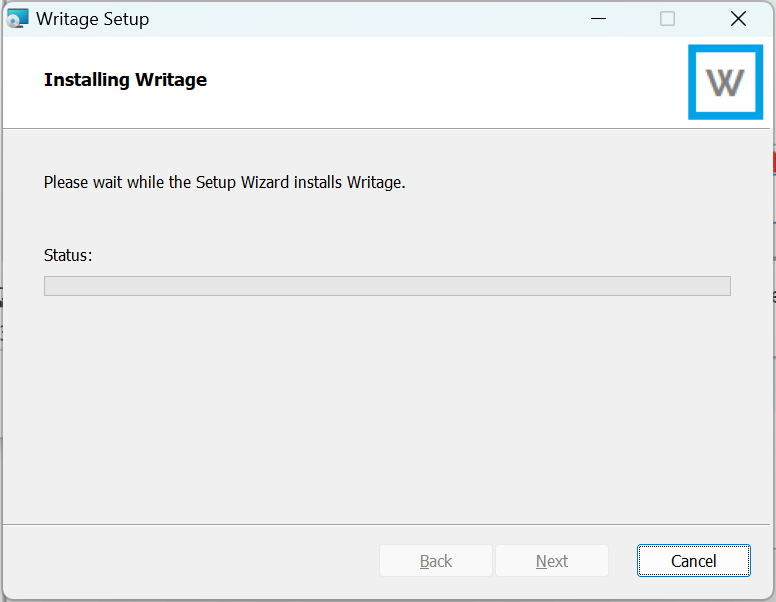 Writage Setup
Installing Writage
W
Please wait while the Setup Wizard installs Writage.
Status:
Back
Next
Cancel